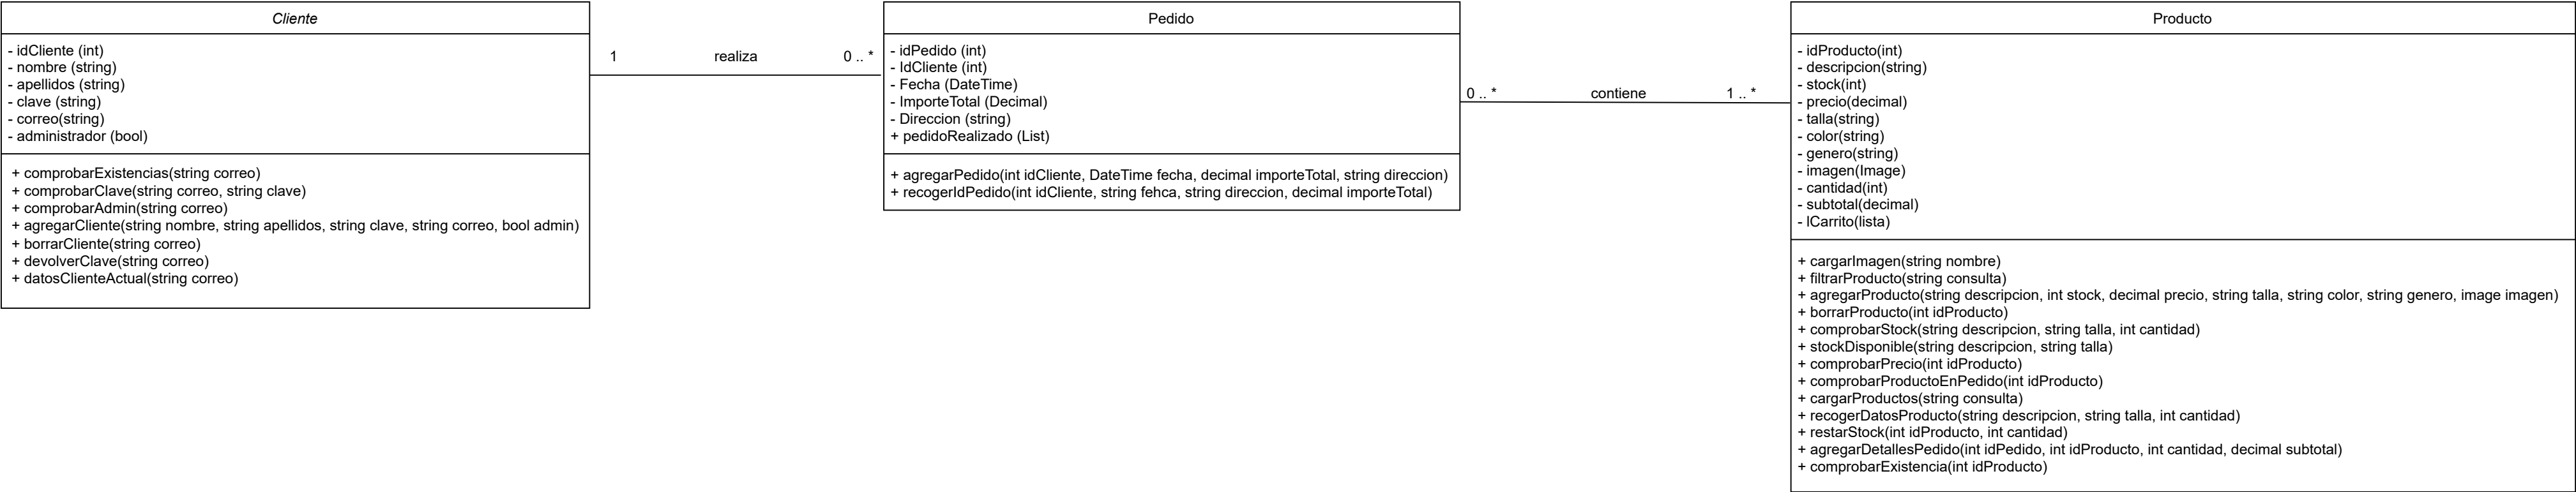 Cliente
- idCliente (int)
- nombre (string)
- apellidos (string)
- clave (string)
- correo(string)
- administrador (bool)
+ comprobarExistencias(string correo)
+ comprobarClave(string correo, string clave)
+ comprobarAdmin(string correo)
+ agregarCliente(string nombre, string apellidos, string clave, string correo, bool admin)
+ borrarCliente(string correo)
+ devolverClave(string correo)
+ datosClienteActual(string correo)
1 realiza 0 .. *
Pedido
- idPedido (int)
- IdCliente (int)
- Fecha (DateTime)
- ImporteTotal (Decimal)
- Direccion (string)
+ pedidoRealizado (List)
+ agregarPedido(int idCliente, DateTime fecha, decimal importeTotal, string direccion)
+ recogerIdPedido(int idCliente, string fehca, string direccion, decimal importeTotal)
0 .. * contiene 1 .. *
Producto
- idProducto(int)
- descripcion(string)
- stock(int)
- precio(decimal)
- talla(string)
- color(string)
- genero(string)
- imagen(Image)
- cantidad(int)
- subtotal(decimal)
- lCarrito(lista)
+ cargarImagen(string nombre)
+ filtrarProducto(string consulta)
+ agregarProducto(string descripcion, int stock, decimal precio, string talla, string color, string genero, image imagen)
+ borrarProducto(int idProducto)
+ comprobarStock(string descripcion, string talla, int cantidad)
+ stockDisponible(string descripcion, string talla)
+ comprobarPrecio(int idProducto)
+ comprobarProductoEnPedido(int idProducto)
+ cargarProductos(string consulta)
+ recogerDatosProducto(string descripcion, string talla, int cantidad)
+ restarStock(int idProducto, int cantidad)
+ agregarDetallesPedido(int idPedido, int idProducto, int cantidad, decimal subtotal)
+ comprobarExistencia(int idProducto)